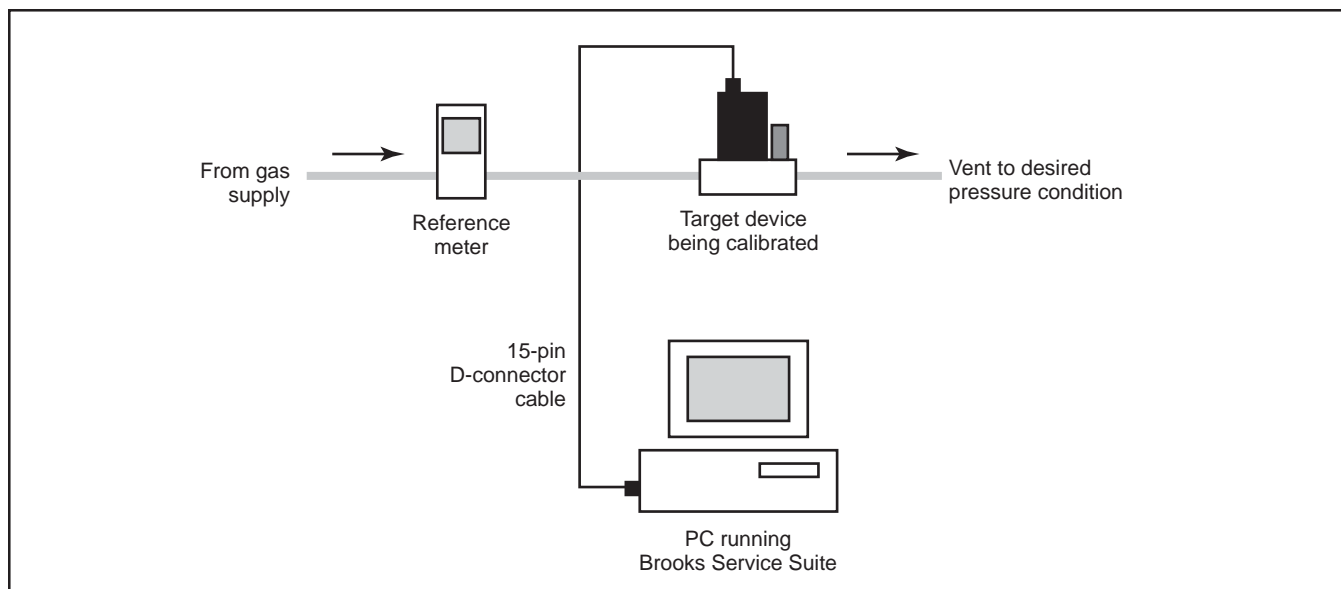 From gas
supply
Reference
meter
Target device
being calibrated
Vent to desired
pressure condition
15-pin
D-connector
cable
PC running
Brooks Service Suite